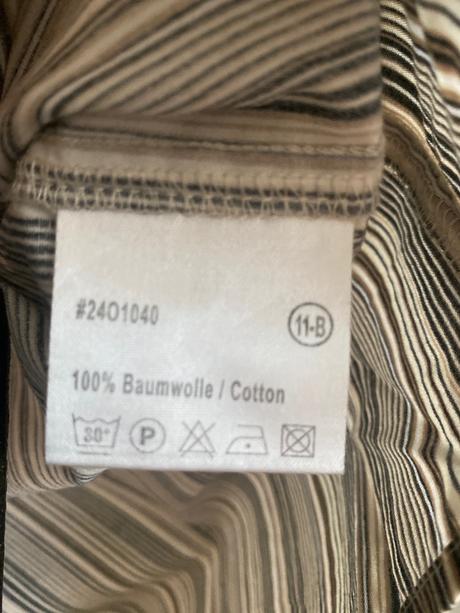 #24O1040
11-B
100% Baumwolle / Cotton
30° P